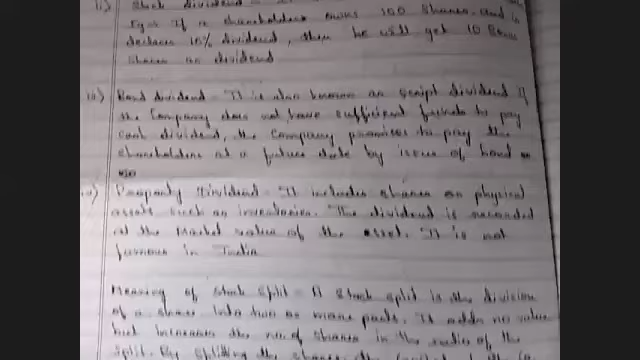 ii) Stock dividend -
Eg:- If a shareholders owns 100 shares and
declares 10% dividend, then he will get 10 Bonus
shares as dividend
iii) Bond dividend - It is also known as script dividend If
the Company does not have sufficient funds to pay
cash dividend, the Company promises to pay the
shareholders at a future date by issue of bond or
iv) Property Dividend - It includes shares or physical
assets such as inventories. The dividend is recorded
at the Market value of the asset. It is not
famous in India
Meaning of Stock Split - A Stock split is the division
of a share into two or more parts. It adds no value
but increases the no. of shares in the ratio of the
Split. By Splitting the shares, the